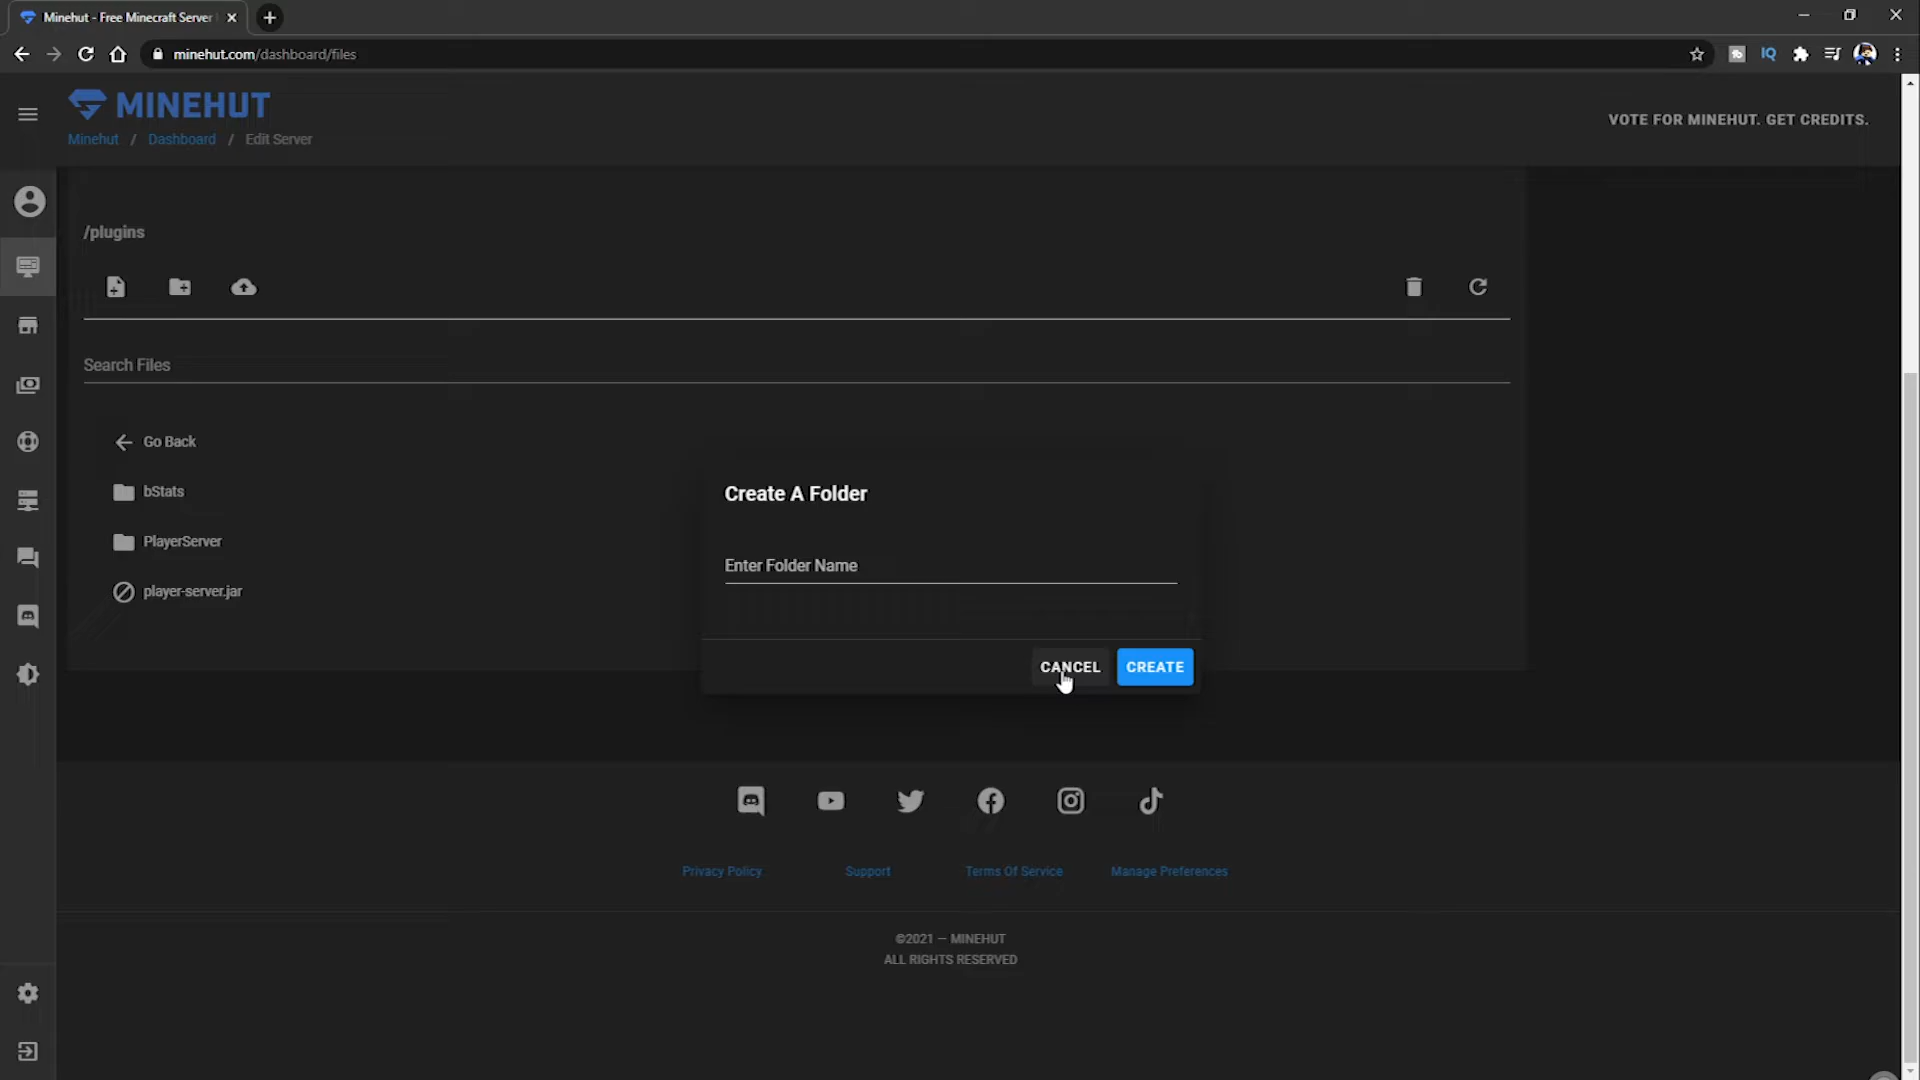 Minehut - Free Minecraft Server
minehut.com/dashboard/files
IQ
MINEHUT
Minehut / Dashboard / Edit Server
VOTE FOR MINEHUT. GET CREDITS.
/plugins
Search Files
Go Back
bStats
PlayerServer
player-server.jar
Create A Folder
Enter Folder Name
CANCEL CREATE
Privacy Policy Support Terms Of Service Manage Preferences
©2021 — MINEHUT
ALL RIGHTS RESERVED